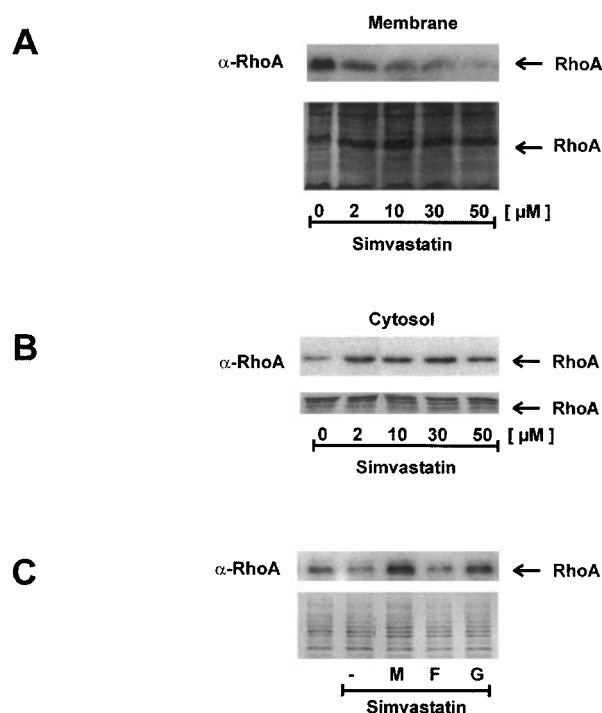 A
Membrane
α-RhoA
RhoA
RhoA
0 2 10 30 50 [ µM ]
Simvastatin
B
Cytosol
α-RhoA
RhoA
RhoA
0 2 10 30 50 [ µM ]
Simvastatin
C
α-RhoA
RhoA
- M F G
Simvastatin